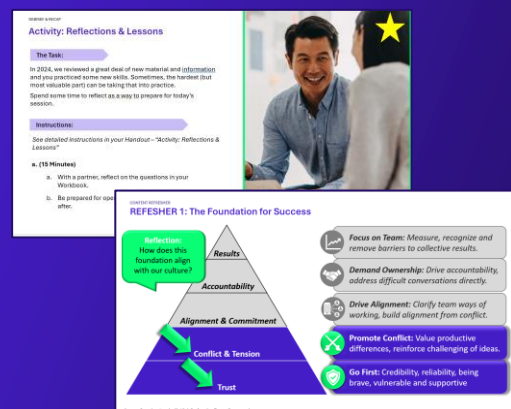 Activity: Reflections & Lessons
The Task:
In 2024, we reviewed a great deal of new material and information
and you practiced some new skills. Sometimes, the hardest (but
most valuable part) can be taking that into practice.
Spend some time to reflect as a way to prepare for today's
session.
Instructions:
See detailed instructions in your Handout – "Activity: Reflections &
Lessons"
a. (15 Minutes)
a. With a partner, reflect on the questions in your
Workbook.
b. Be prepared for
after.
CONTENT REFRESHER
REFESHER 1: The Foundation for Success
Reflection:
How does this
foundation align
with our culture?
Results
Accountability
Alignment & Commitment
Conflict & Tension
Trust
Focus on Team: Measure, recognize and
remove barriers to collective results.
Demand Ownership: Drive accountability,
address difficult conversations directly.
Drive Alignment: Clarify team ways of
working, build alignment from conflict.
Promote Conflict: Value productive
differences, reinforce challenging of ideas.
Go First: Credibility, reliability, being
brave, vulnerable and supportive